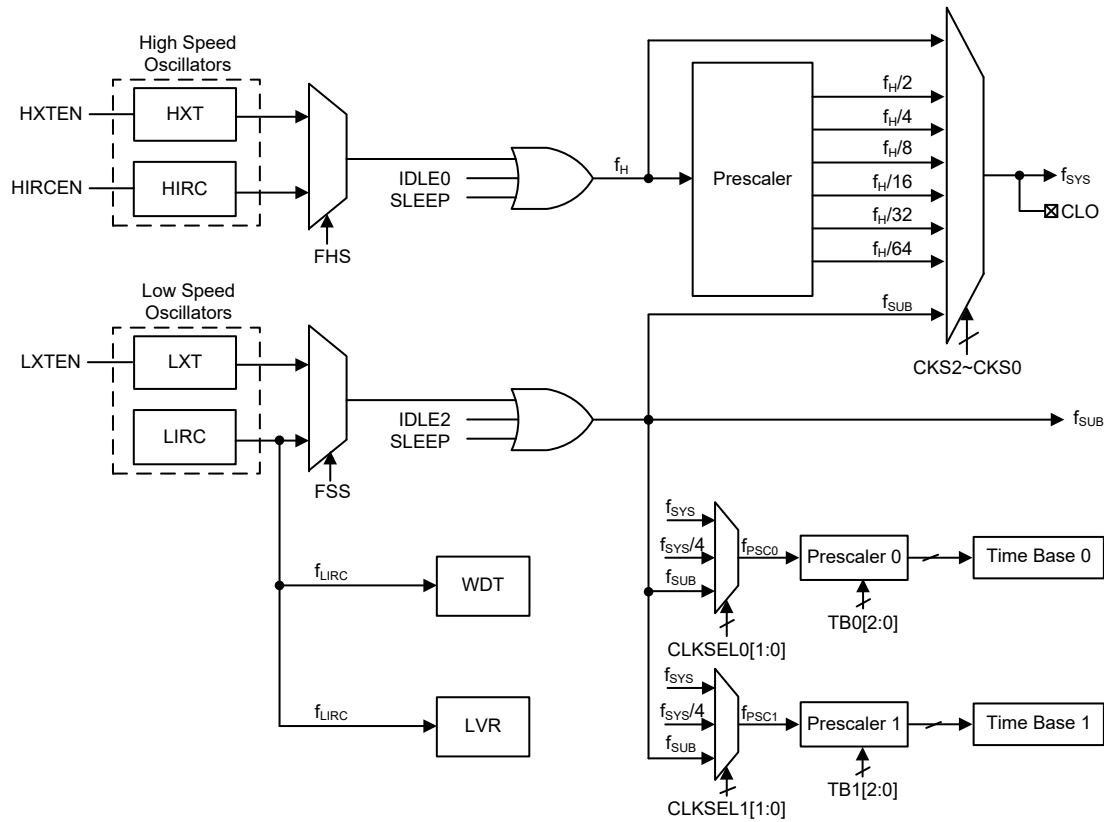 High Speed
Oscillators
HXTEN
HXT
HIRCEN
HIRC
FHS
IDLE0
SLEEP
fH
Prescaler
fH/2
fH/4
fH/8
fH/16
fH/32
fH/64
fSUB
CKS2~CKS0
fSYS
CLO
Low Speed
Oscillators
LXTEN
LXT
LIRC
FSS
IDLE2
SLEEP
fSUB
fLIRC
WDT
fLIRC
LVR
fSYS
fSYS/4
fSUB
fPSC0
CLKSEL0[1:0]
Prescaler 0
TB0[2:0]
Time Base 0
fSYS
fSYS/4
fSUB
fPSC1
CLKSEL1[1:0]
Prescaler 1
TB1[2:0]
Time Base 1